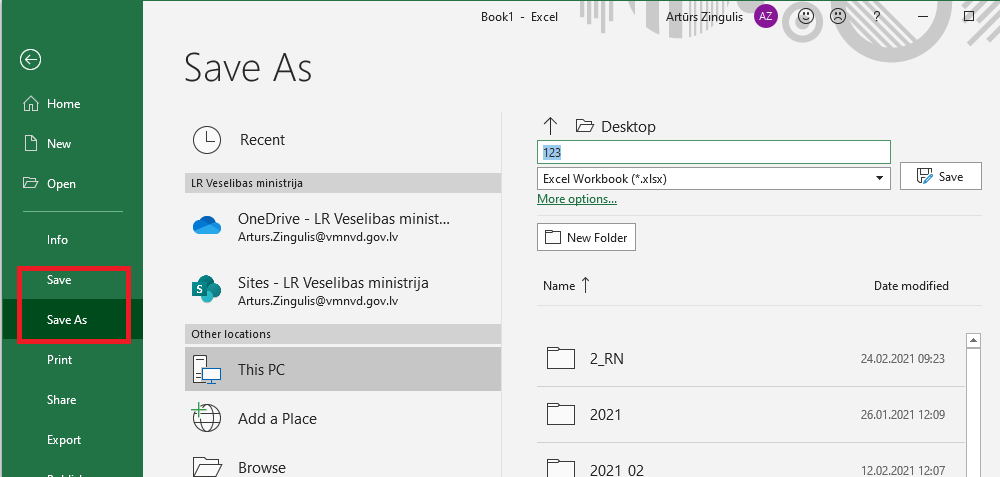 Book1 - Excel
Artūrs Zingulis
AZ
?
Home
New
Open
Info
Save
Save As
Print
Share
Export
Save As
Recent
LR Veselibas ministrija
OneDrive - LR Veselibas minist...
Arturs.Zingulis@vmnvd.gov.lv
S
Sites - LR Veselibas ministrija
Arturs.Zingulis@vmnvd.gov.lv
Other locations
This PC
Add a Place
Browse
Desktop
123
Excel Workbook (*.xlsx)
Save
More options...
New Folder
Name Date modified
2_RN 24.02.2021 09:23
2021 26.01.2021 12:09
2021_02 12.02.2021 12:07